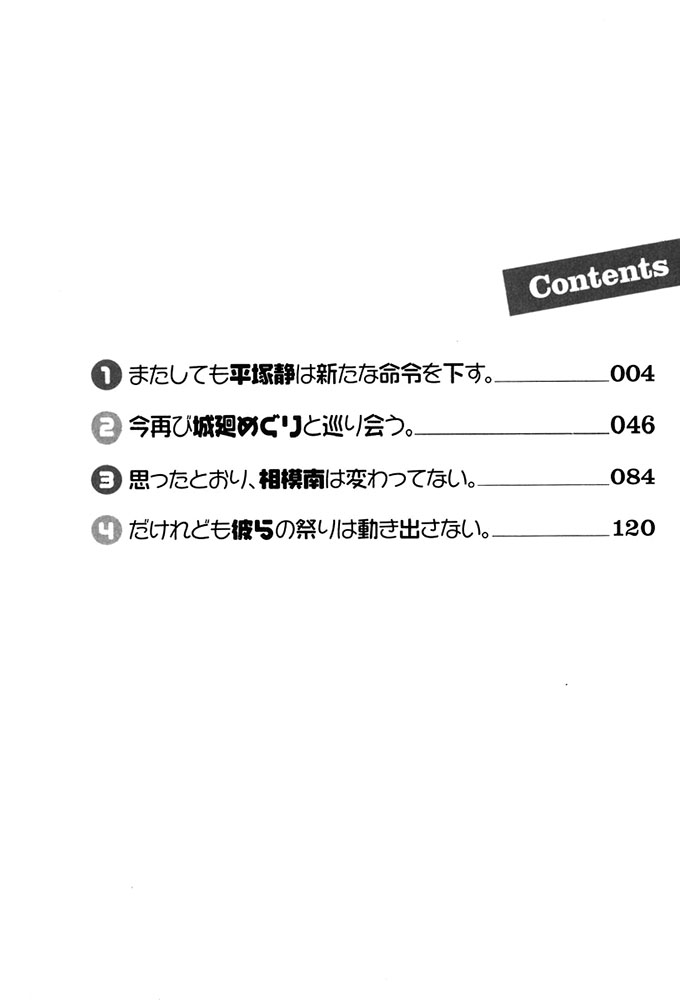 Contents
1 またしても平塚静は新たな命令を下す。 004
2 今再び城廻めぐりと巡り会う。 046
3 思ったとおり、相模南は変わってない。 084
4 だけれども彼らの祭りは動き出さない。 120